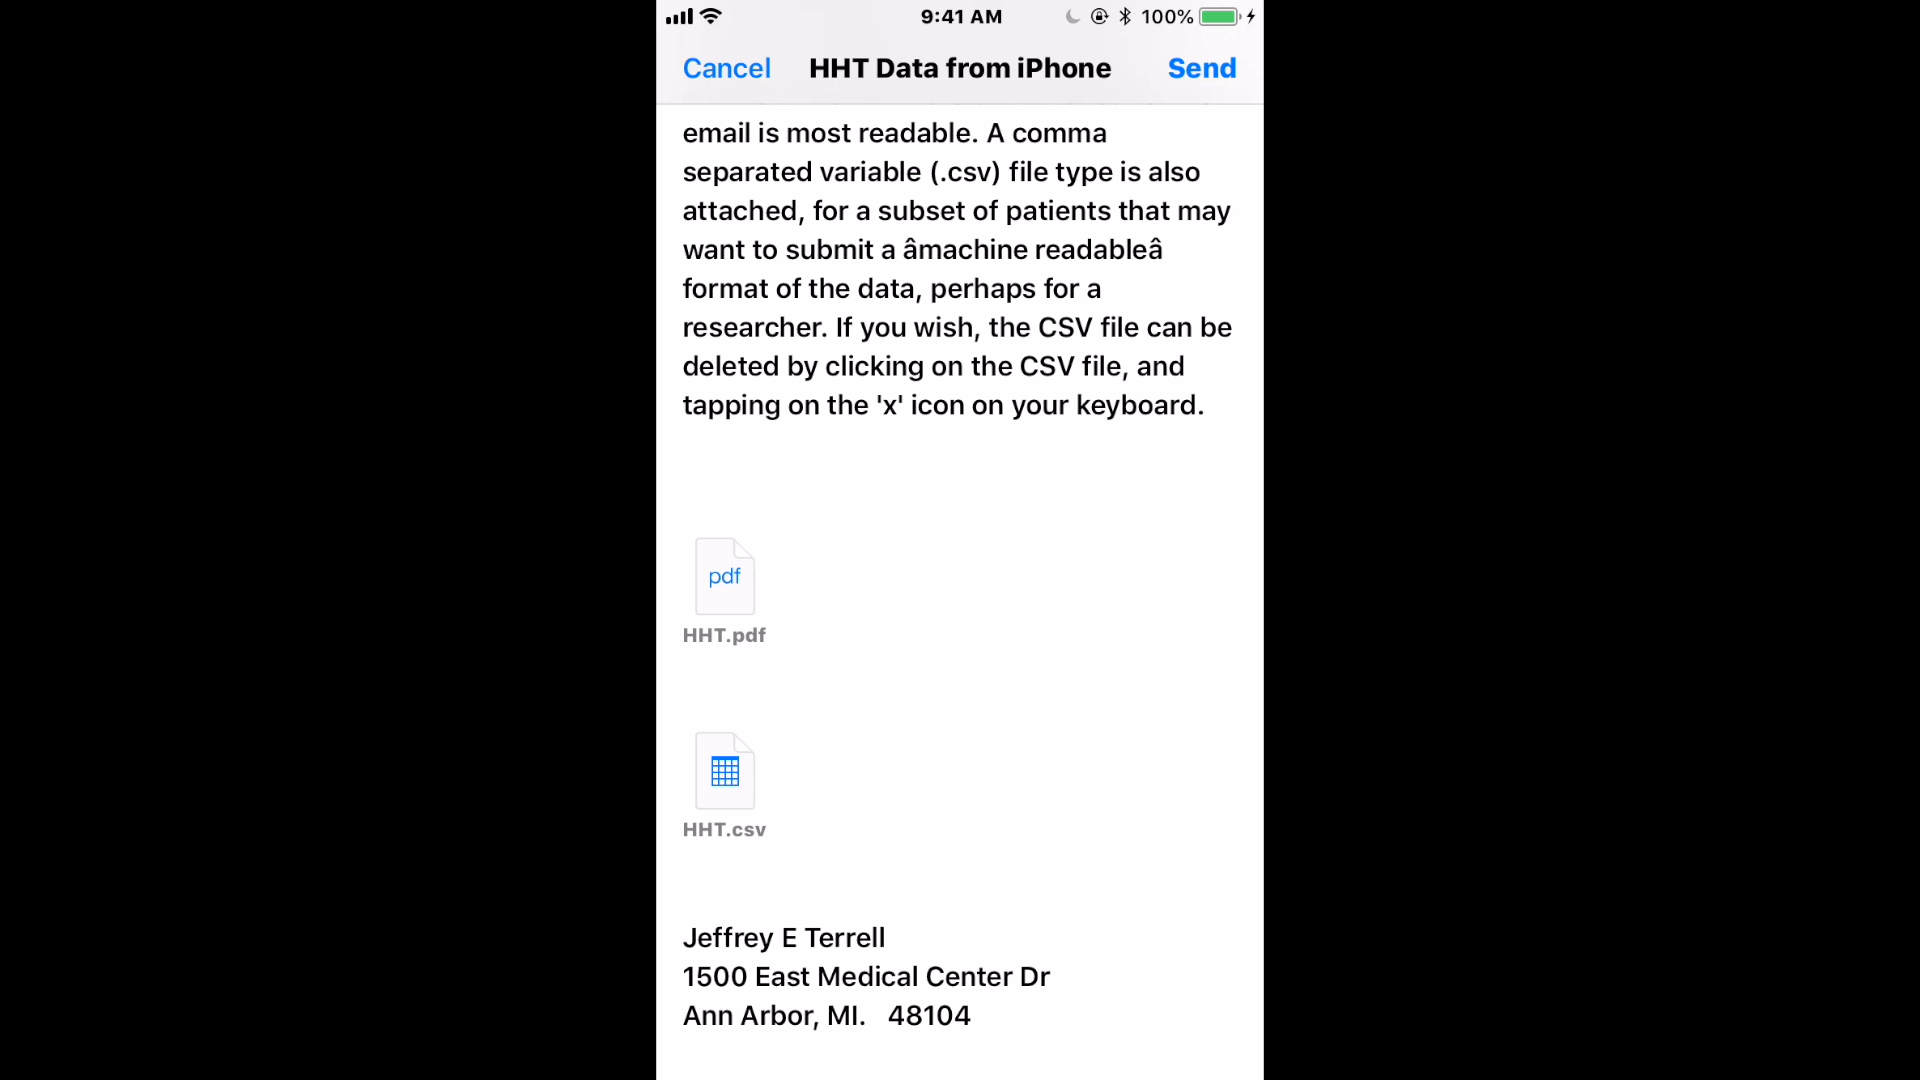 9:41 AM 100%
Cancel HHT Data from iPhone Send
email is most readable. A comma
separated variable (.csv) file type is also
attached, for a subset of patients that may
want to submit a âmachine readableâ
format of the data, perhaps for a
researcher. If you wish, the CSV file can be
deleted by clicking on the CSV file, and
tapping on the 'x' icon on your keyboard.
pdf
HHT.pdf
HHT.csv
Jeffrey E Terrell
1500 East Medical Center Dr
Ann Arbor, MI. 48104